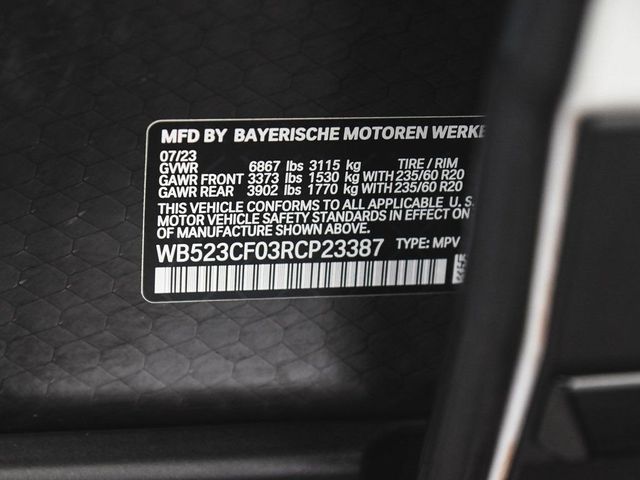 MFD BY BAYERISCHE MOTOREN WERKE
07/23
GVWR 6867 lbs 3115 kg TIRE / RIM
GAWR FRONT 3373 lbs 1530 kg WITH 235/60 R20
GAWR REAR 3902 lbs 1770 kg WITH 235/60 R20
THIS VEHICLE CONFORMS TO ALL APPLICABLE U. S.
MOTOR VEHICLE SAFETY STANDARDS IN EFFECT ON
OF MANUFACTURE SHOWN ABOVE.
WB523CF03RCP23387 TYPE: MPV